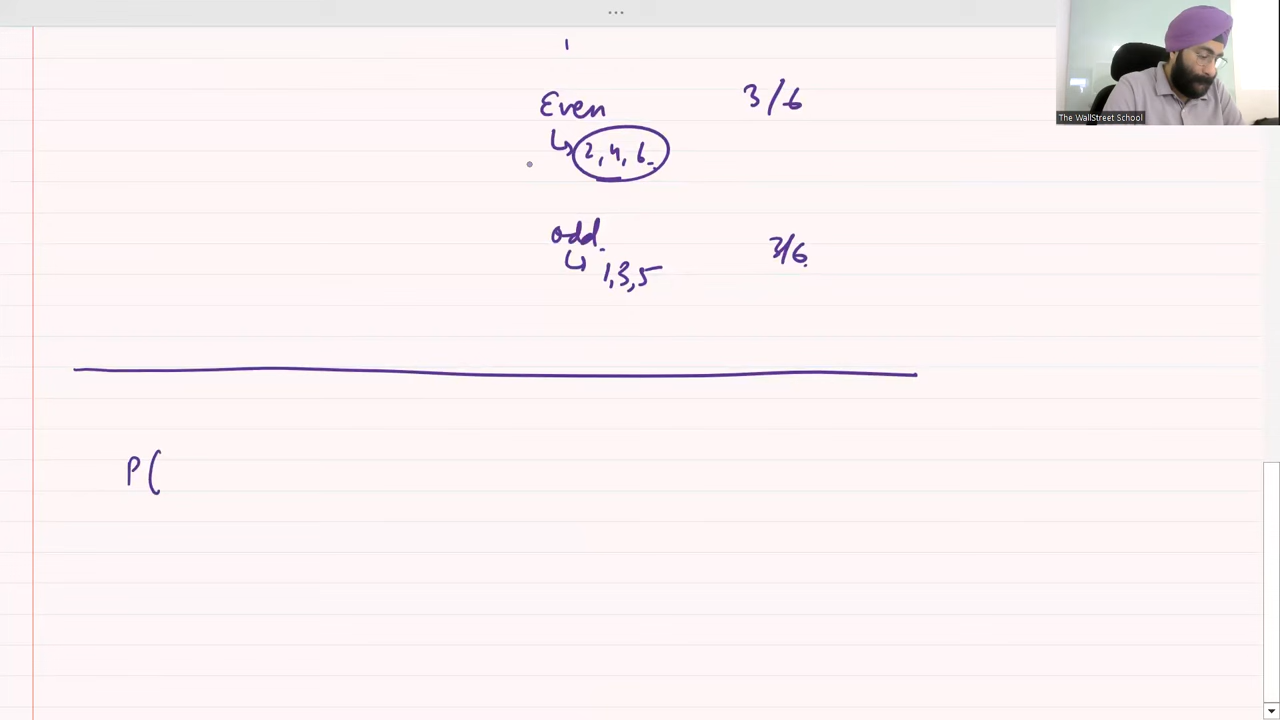 Even 3/6
↳ 2, 4, 6
odd 3/6
↳ 1, 3, 5
P(
The WallStreet School